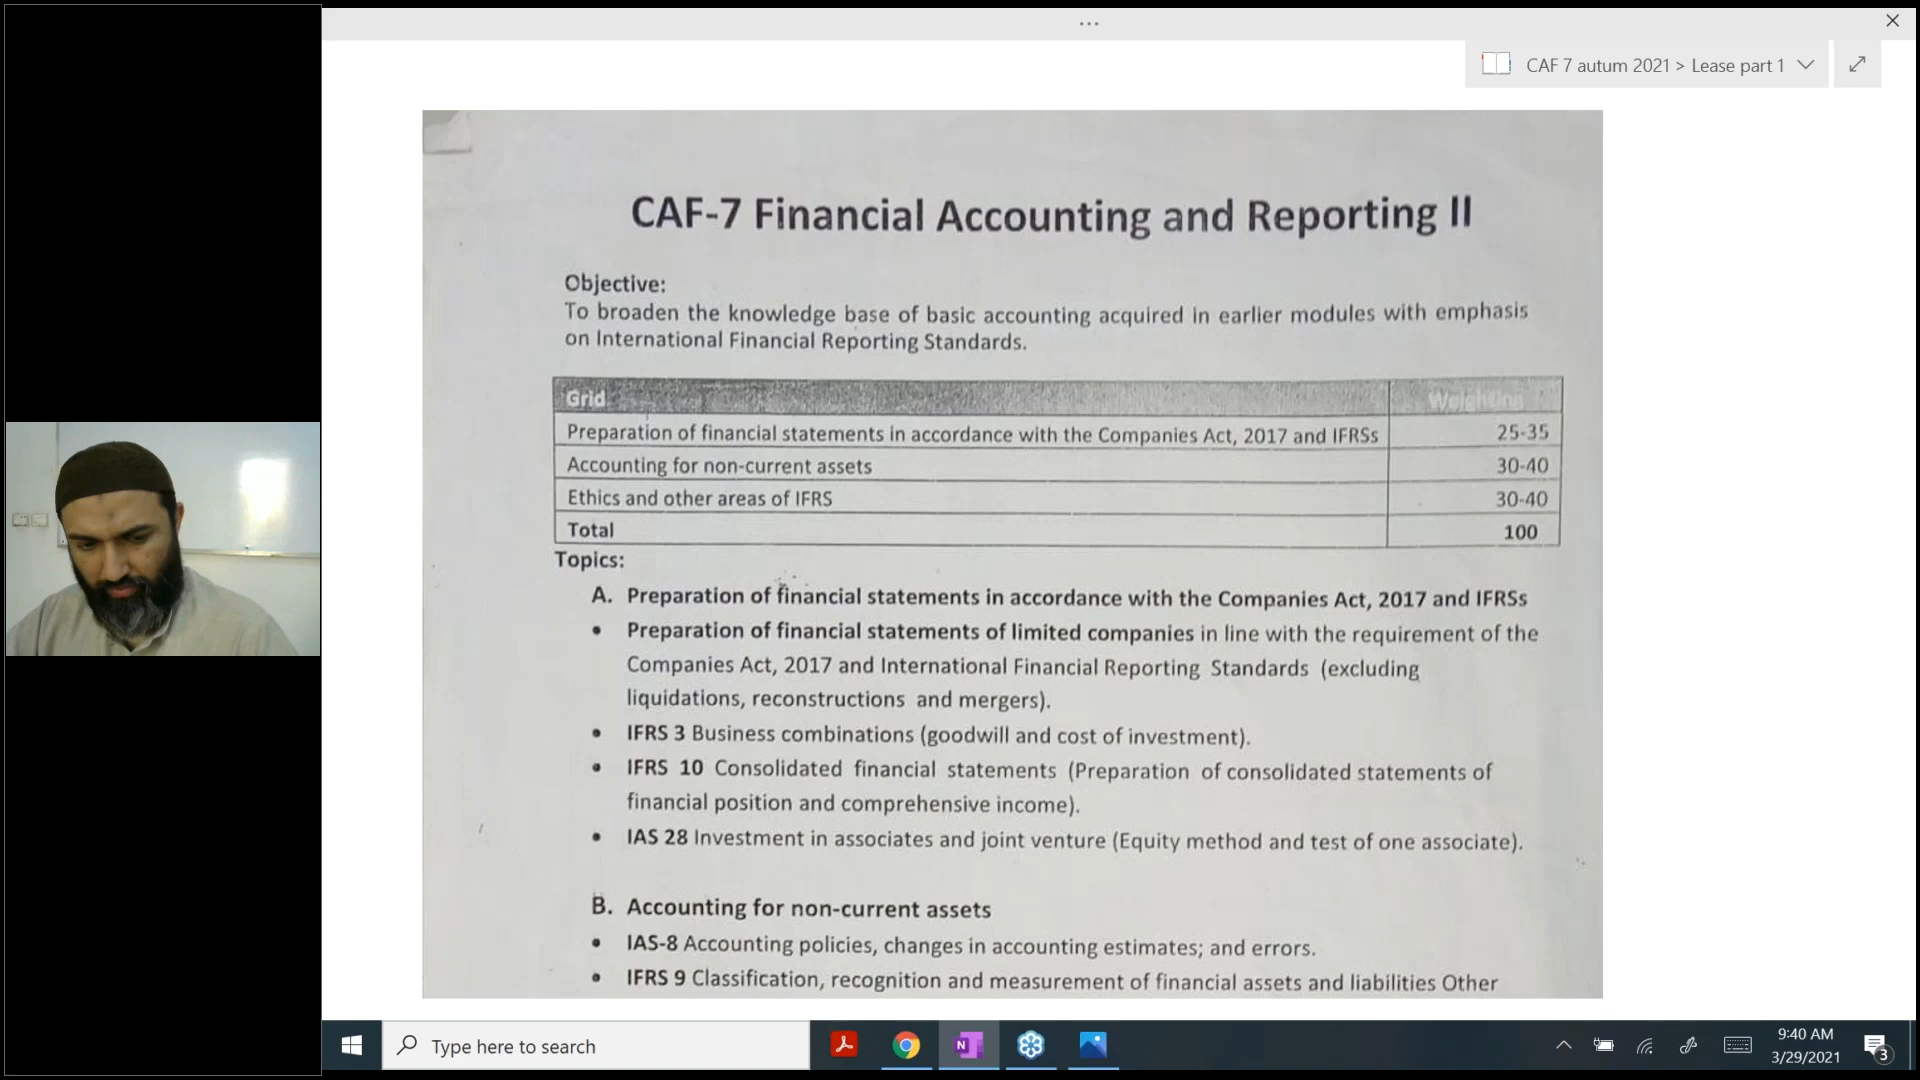 ...
CAF 7 autum 2021 > Lease part 1
CAF-7 Financial Accounting and Reporting II
Objective:
To broaden the knowledge base of basic accounting acquired in earlier modules with emphasis
on International Financial Reporting Standards.
Grid Weighting
Preparation of financial statements in accordance with the Companies Act, 2017 and IFRSs 25-35
Accounting for non-current assets 30-40
Ethics and other areas of IFRS 30-40
Total 100
Topics:
A. Preparation of financial statements in accordance with the Companies Act, 2017 and IFRSs
• Preparation of financial statements of limited companies in line with the requirement of the
Companies Act, 2017 and International Financial Reporting Standards (excluding
liquidations, reconstructions and mergers).
• IFRS 3 Business combinations (goodwill and cost of investment).
• IFRS 10 Consolidated financial statements (Preparation of consolidated statements of
financial position and comprehensive income).
• IAS 28 Investment in associates and joint venture (Equity method and test of one associate).
B. Accounting for non-current assets
• IAS-8 Accounting policies, changes in accounting estimates; and errors.
• IFRS 9 Classification, recognition and measurement of financial assets and liabilities Other
Type here to search
N
9:40 AM
3/29/2021
3